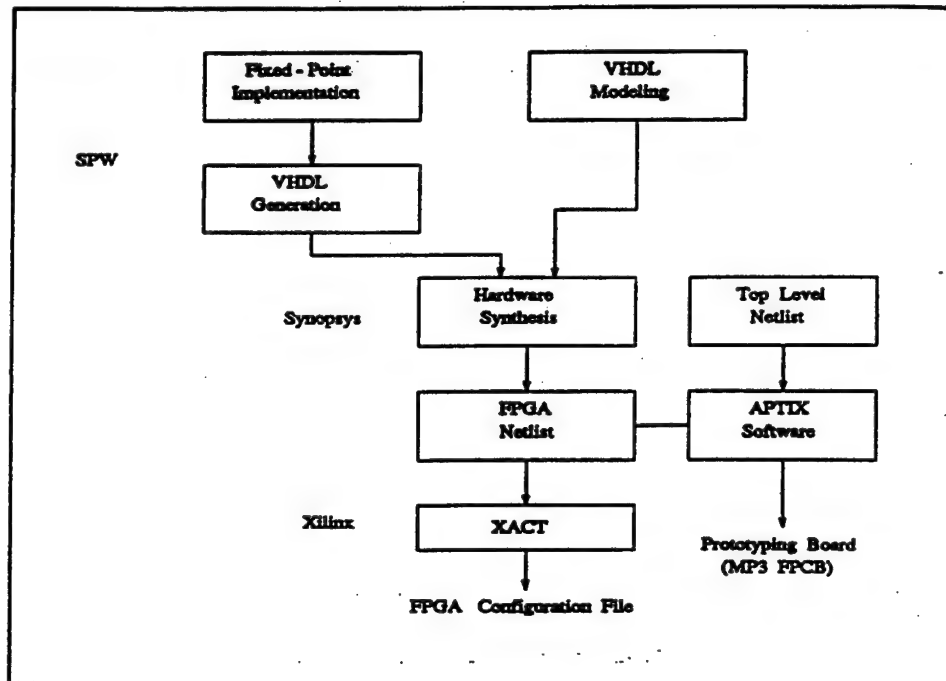 Fixed - Point
Implementation
VHDL
Modeling
SPW
VHDL
Generation
Synopsys
Hardware
Synthesis
Top Level
Netlist
FPGA
Netlist
APTIX
Software
Xilinx
XACT
Prototyping Board
(MP3 FPCB)
FPGA Configuration File